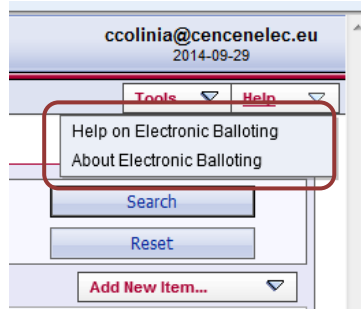 ccolinia@cencenelec.eu
2014-09-29
Tools Help
Help on Electronic Balloting
About Electronic Balloting
Search
Reset
Add New Item...